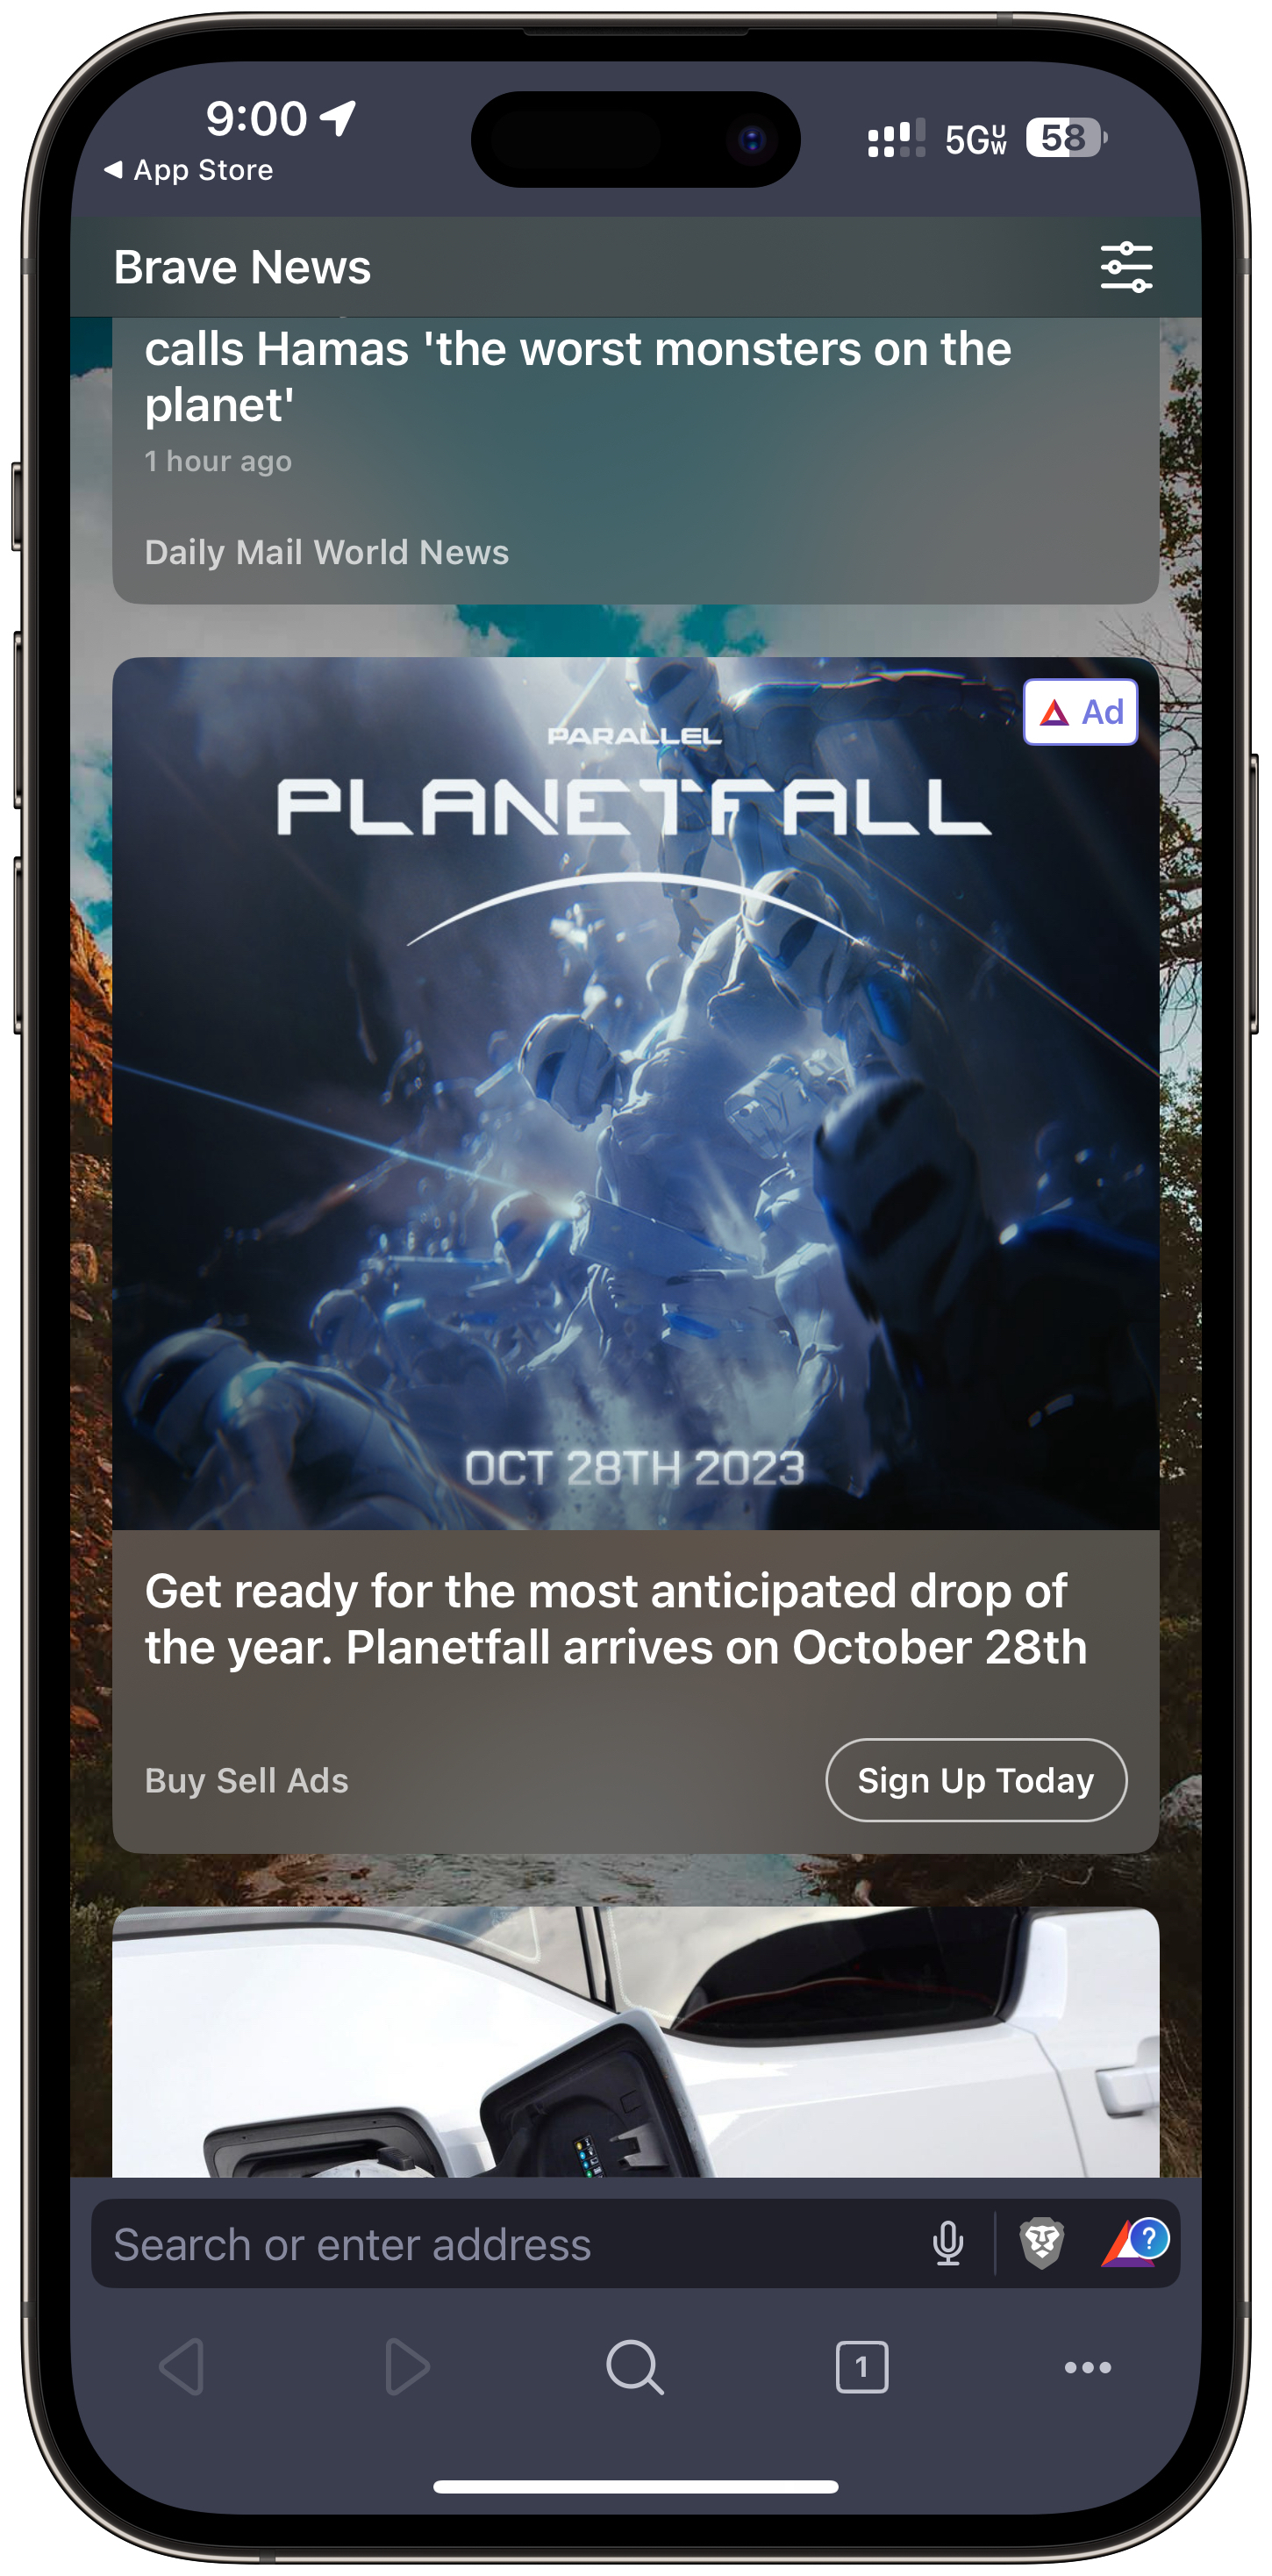 9:00
5G UW
58
◀ App Store
Brave News
calls Hamas 'the worst monsters on the
planet'
1 hour ago
Daily Mail World News
Ad
PARALLEL
PLANETFALL
OCT 28TH 2023
Get ready for the most anticipated drop of
the year. Planetfall arrives on October 28th
Buy Sell Ads
Sign Up Today
Search or enter address
?
1